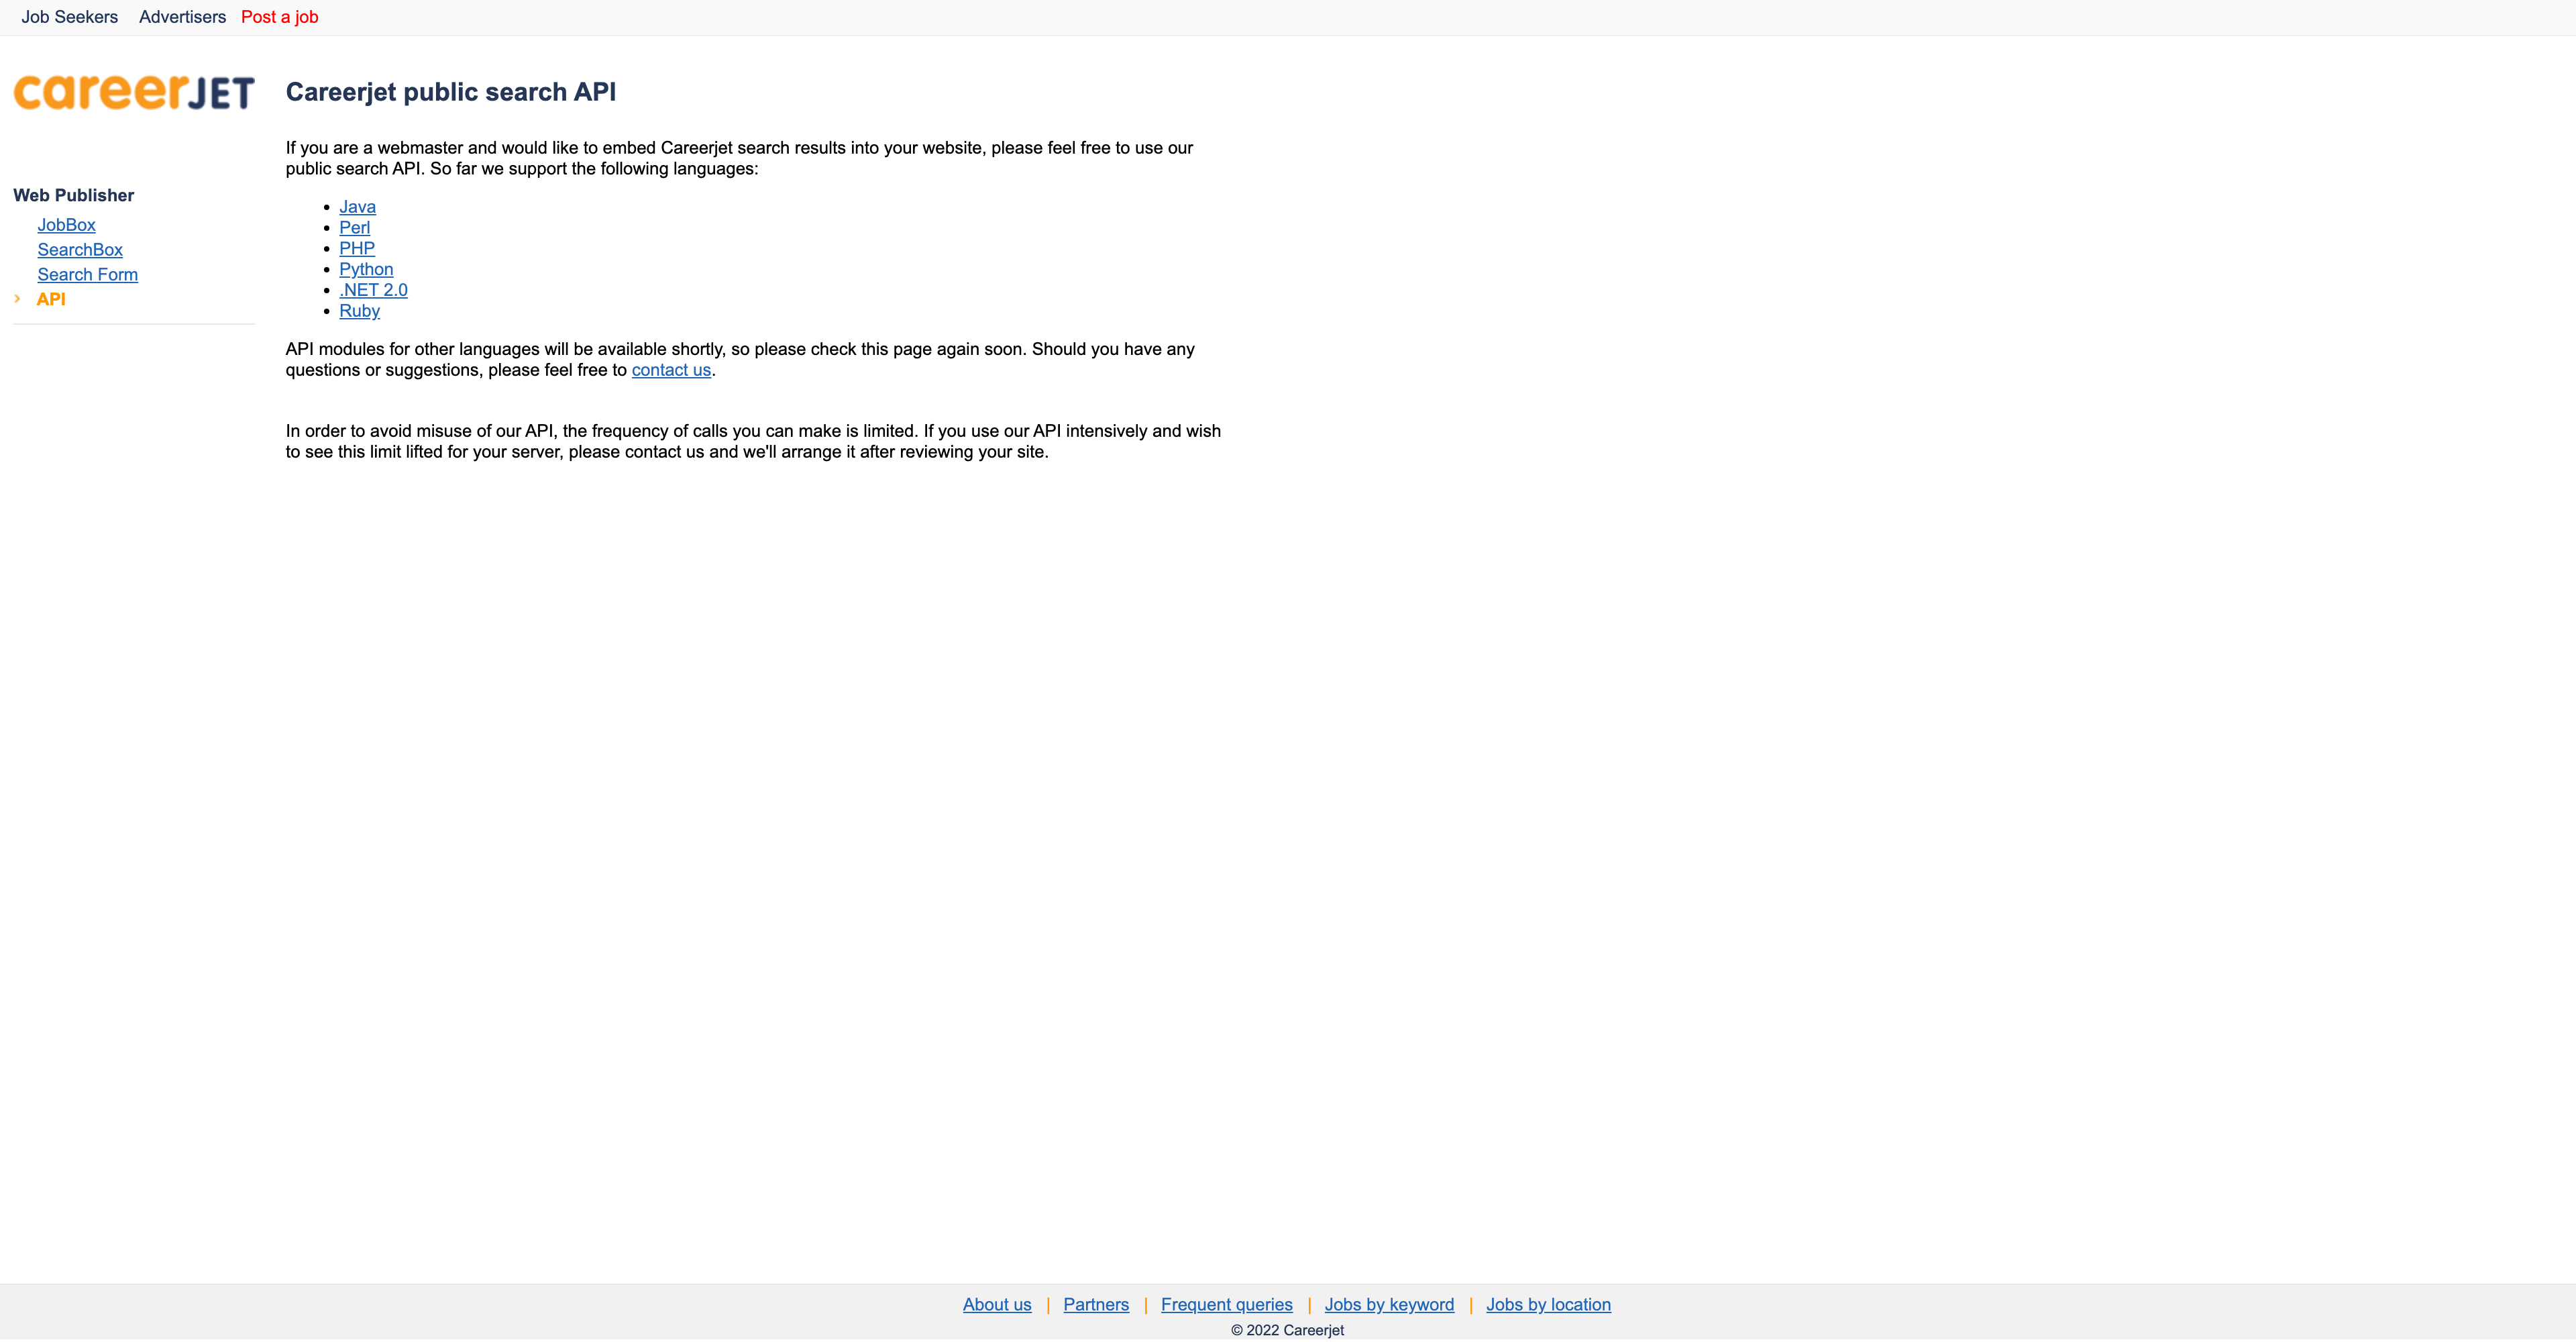 Job Seekers Advertisers Post a job
careerJET
Careerjet public search API
If you are a webmaster and would like to embed Careerjet search results into your website, please feel free to use our
public search API. So far we support the following languages:
Web Publisher
JobBox
SearchBox
Search Form
› API
• Java
• Perl
• PHP
• Python
• .NET 2.0
• Ruby
API modules for other languages will be available shortly, so please check this page again soon. Should you have any
questions or suggestions, please feel free to contact us.
In order to avoid misuse of our API, the frequency of calls you can make is limited. If you use our API intensively and wish
to see this limit lifted for your server, please contact us and we'll arrange it after reviewing your site.
About us | Partners | Frequent queries | Jobs by keyword | Jobs by location
© 2022 Careerjet